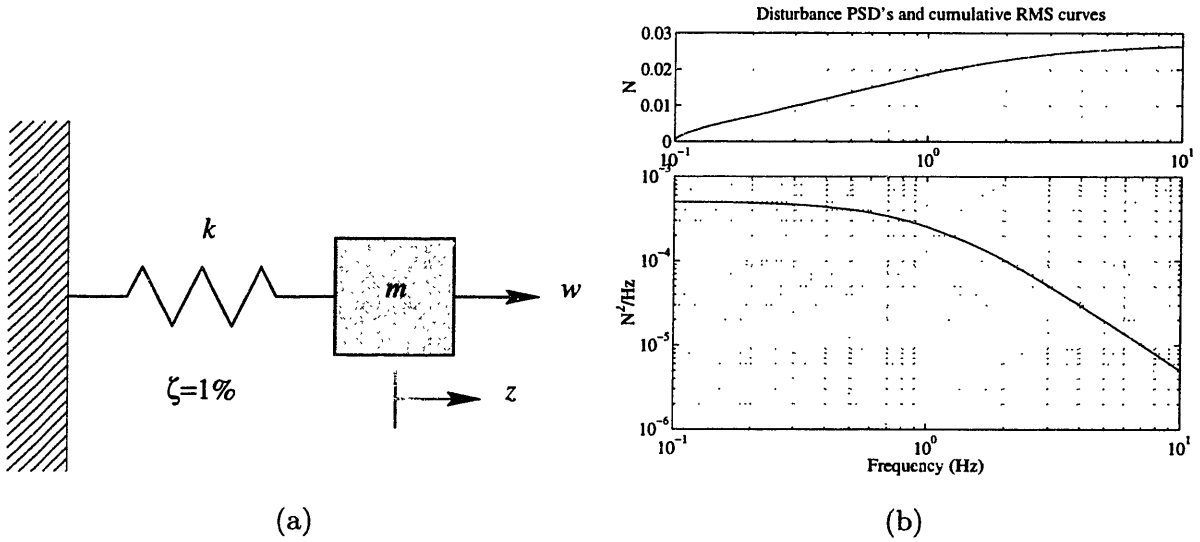 k
m
w
ζ=1%
z
(a)
Disturbance PSD's and cumulative RMS curves
0.03
0.02
0.01
0
N
10^-1
10^0
10^1
10^-3
10^-4
10^-5
10^-6
N^2/Hz
10^-1
10^0
10^1
Frequency (Hz)
(b)